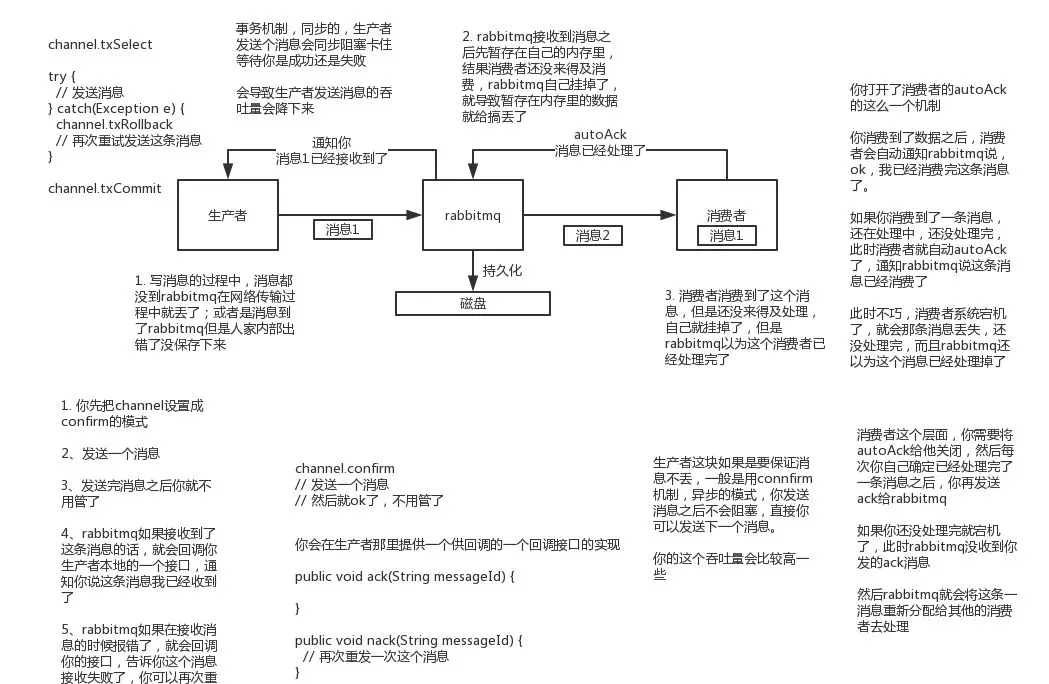 channel.txSelect
try {
// 发送消息
} catch(Exception e) {
channel.txRollback
// 再次重试发送这条消息
}
channel.txCommit
事务机制，同步的，生产者
发送个消息会同步阻塞卡住
等待你是成功还是失败
会导致生产者发送消息的吞
吐量会降下来
2. rabbitmq接收到消息之
后先暂存在自己的内存里，
结果消费者还没来得及消
费，rabbitmq自己挂掉了，
就导致暂存在内存里的数据
就给搞丢了
通知你
消息1已经接收到了
autoAck
消息已经处理了
生产者
消息1
rabbitmq
消息2
消费者
消息1
持久化
磁盘
1. 写消息的过程中，消息都
没到rabbitmq在网络传输过
程中就丢了；或者是消息到
了rabbitmq但是人家内部出
错了没保存下来
3. 消费者消费到了这个消
息，但是还没来得及处理，
自己就挂掉了，但是
rabbitmq以为这个消费者已
经处理完了
你打开了消费者的autoAck
的这么一个机制
你消费到了数据之后，消费
者会自动通知rabbitmq说，
ok，我已经消费完这条消息
了。
如果你消费到了一条消息，
还在处理中，还没处理完，
此时消费者就自动autoAck
了，通知rabbitmq说这条消
息已经消费了
此时不巧，消费者系统宕机
了，就会那条消息丢失，还
没处理完，而且rabbitmq还
以为这个消息已经处理掉了
1. 你先把channel设置成
confirm的模式
2、发送一个消息
3、发送完消息之后你就不
用管了
4、rabbitmq如果接收到了
这条消息的话，就会回调你
生产者本地的一个接口，通
知你说这条消息我已经收到
了
5、rabbitmq如果在接收消
息的时候报错了，就会回调
你的接口，告诉你这个消息
接收失败了，你可以再次重
channel.confirm
// 发送一个消息
// 然后就ok了，不用管了
你会在生产者那里提供一个供回调的一个回调接口的实现
public void ack(String messageId) {
}
public void nack(String messageId) {
// 再次重发一次这个消息
}
生产者这块如果是要保证消
息不丢，一般是用connfirm
机制，异步的模式，你发送
消息之后不会阻塞，直接你
可以发送下一个消息。
你的这个吞吐量会比较高一
些
消费者这个层面，你需要将
autoAck给他关闭，然后每
次你自己确定已经处理完了
一条消息之后，你再发送
ack给rabbitmq
如果你还没处理完就宕机
了，此时rabbitmq没收到你
发的ack消息
然后rabbitmq就会将这条一
消息重新分配给其他的消费
者去处理